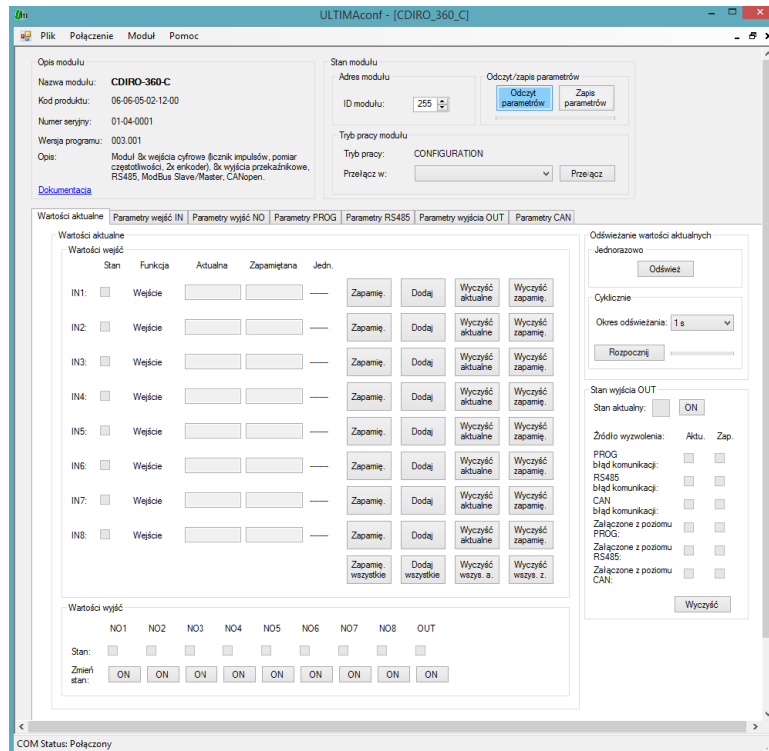 Uni
ULTIMAconf - [CDIRO_360_C]
Plik Połączenie Moduł Pomoc
Opis modułu
Nazwa modułu: CDIRO-360-C
Kod produktu: 06-06-05-02-12-00
Numer seryjny: 01-04-0001
Wersja programu: 003.001
Opis: Moduł 8x wejścia cyfrowe (licznik impulsów, pomiar
częstotliwości, 2x enkoder), 8x wyjścia przekaźnikowe,
RS485, ModBus Slave/Master, CANopen.
Dokumentacja
Stan modułu
Adres modułu
ID modułu: 255
Odczyt/zapis parametrów
Odczyt parametrów
Zapis parametrów
Tryb pracy modułu
Tryb pracy: CONFIGURATION
Przełącz w: Przełącz
Wartości aktualne Parametry wejść IN Parametry wyjść NO Parametry PROG Parametry RS485 Parametry wyjścia OUT Parametry CAN
Wartości aktualne
Wartości wejść
Stan Funkcja Aktualna Zapamiętana Jedn.
IN1: Wejście -------- Zapamię. Dodaj Wyczyść aktualne Wyczyść zapamię.
IN2: Wejście -------- Zapamię. Dodaj Wyczyść aktualne Wyczyść zapamię.
IN3: Wejście -------- Zapamię. Dodaj Wyczyść aktualne Wyczyść zapamię.
IN4: Wejście -------- Zapamię. Dodaj Wyczyść aktualne Wyczyść zapamię.
IN5: Wejście -------- Zapamię. Dodaj Wyczyść aktualne Wyczyść zapamię.
IN6: Wejście -------- Zapamię. Dodaj Wyczyść aktualne Wyczyść zapamię.
IN7: Wejście -------- Zapamię. Dodaj Wyczyść aktualne Wyczyść zapamię.
IN8: Wejście -------- Zapamię. Dodaj Wyczyść aktualne Wyczyść zapamię.
Zapamię. wszystkie Dodaj wszystkie Wyczyść wszys. a. Wyczyść wszys. z.
Wartości wyjść
NO1 NO2 NO3 NO4 NO5 NO6 NO7 NO8 OUT
Stan:
Zmień stan: ON ON ON ON ON ON ON ON ON
Odświeżanie wartości aktualnych
Jednorazowo
Odśwież
Cyklicznie
Okres odświeżania: 1 s
Rozpocznij
Stan wyjścia OUT
Stan aktualny: ON
Źródło wyzwolenia: Aktu. Zap.
PROG
błąd komunikacji:
RS485
błąd komunikacji:
CAN
błąd komunikacji:
Załączone z poziomu
PROG:
Załączone z poziomu
RS485:
Załączone z poziomu
CAN:
Wyczyść
COM Status: Połączony